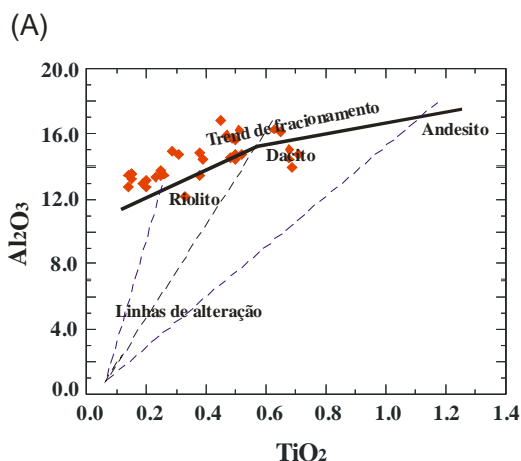 (A)
20.0
16.0
12.0
8.0
4.0
0.0
Al2O3
Trend de fracionamento
Andesito
Dacito
Riolito
Linhas de alteração
0.0 0.2 0.4 0.6 0.8 1.0 1.2 1.4
TiO2